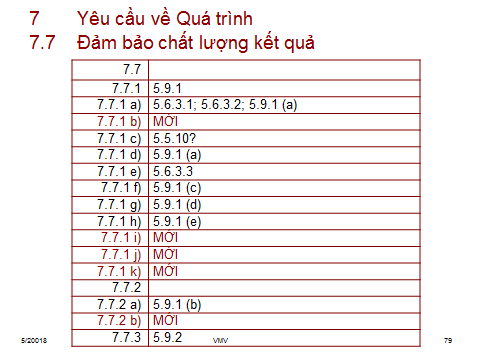 7 Yêu cầu về Quá trình
7.7 Đảm bảo chất lượng kết quả
7.7
7.7.1 5.9.1
7.7.1 a) 5.6.3.1; 5.6.3.2; 5.9.1 (a)
7.7.1 b) MỚI
7.7.1 c) 5.5.10?
7.7.1 d) 5.9.1 (a)
7.7.1 e) 5.6.3.3
7.7.1 f) 5.9.1 (c)
7.7.1 g) 5.9.1 (d)
7.7.1 h) 5.9.1 (e)
7.7.1 i) MỚI
7.7.1 j) MỚI
7.7.1 k) MỚI
7.7.2
7.7.2 a) 5.9.1 (b)
7.7.2 b) MỚI
7.7.3 5.9.2
5/20018 VMV 79